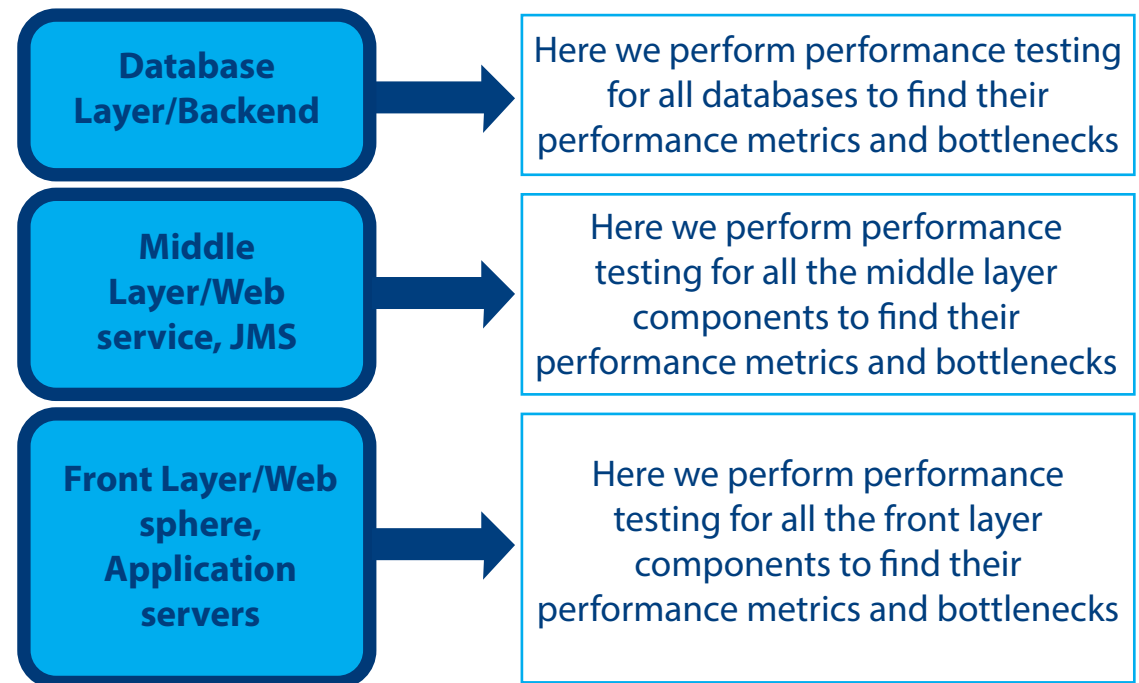 Database
Layer/Backend
Here we perform performance testing
for all databases to find their
performance metrics and bottlenecks
Middle
Layer/Web
service, JMS
Here we perform performance
testing for all the middle layer
components to find their
performance metrics and bottlenecks
Front Layer/Web
sphere,
Application
servers
Here we perform performance
testing for all the front layer
components to find their
performance metrics and bottlenecks